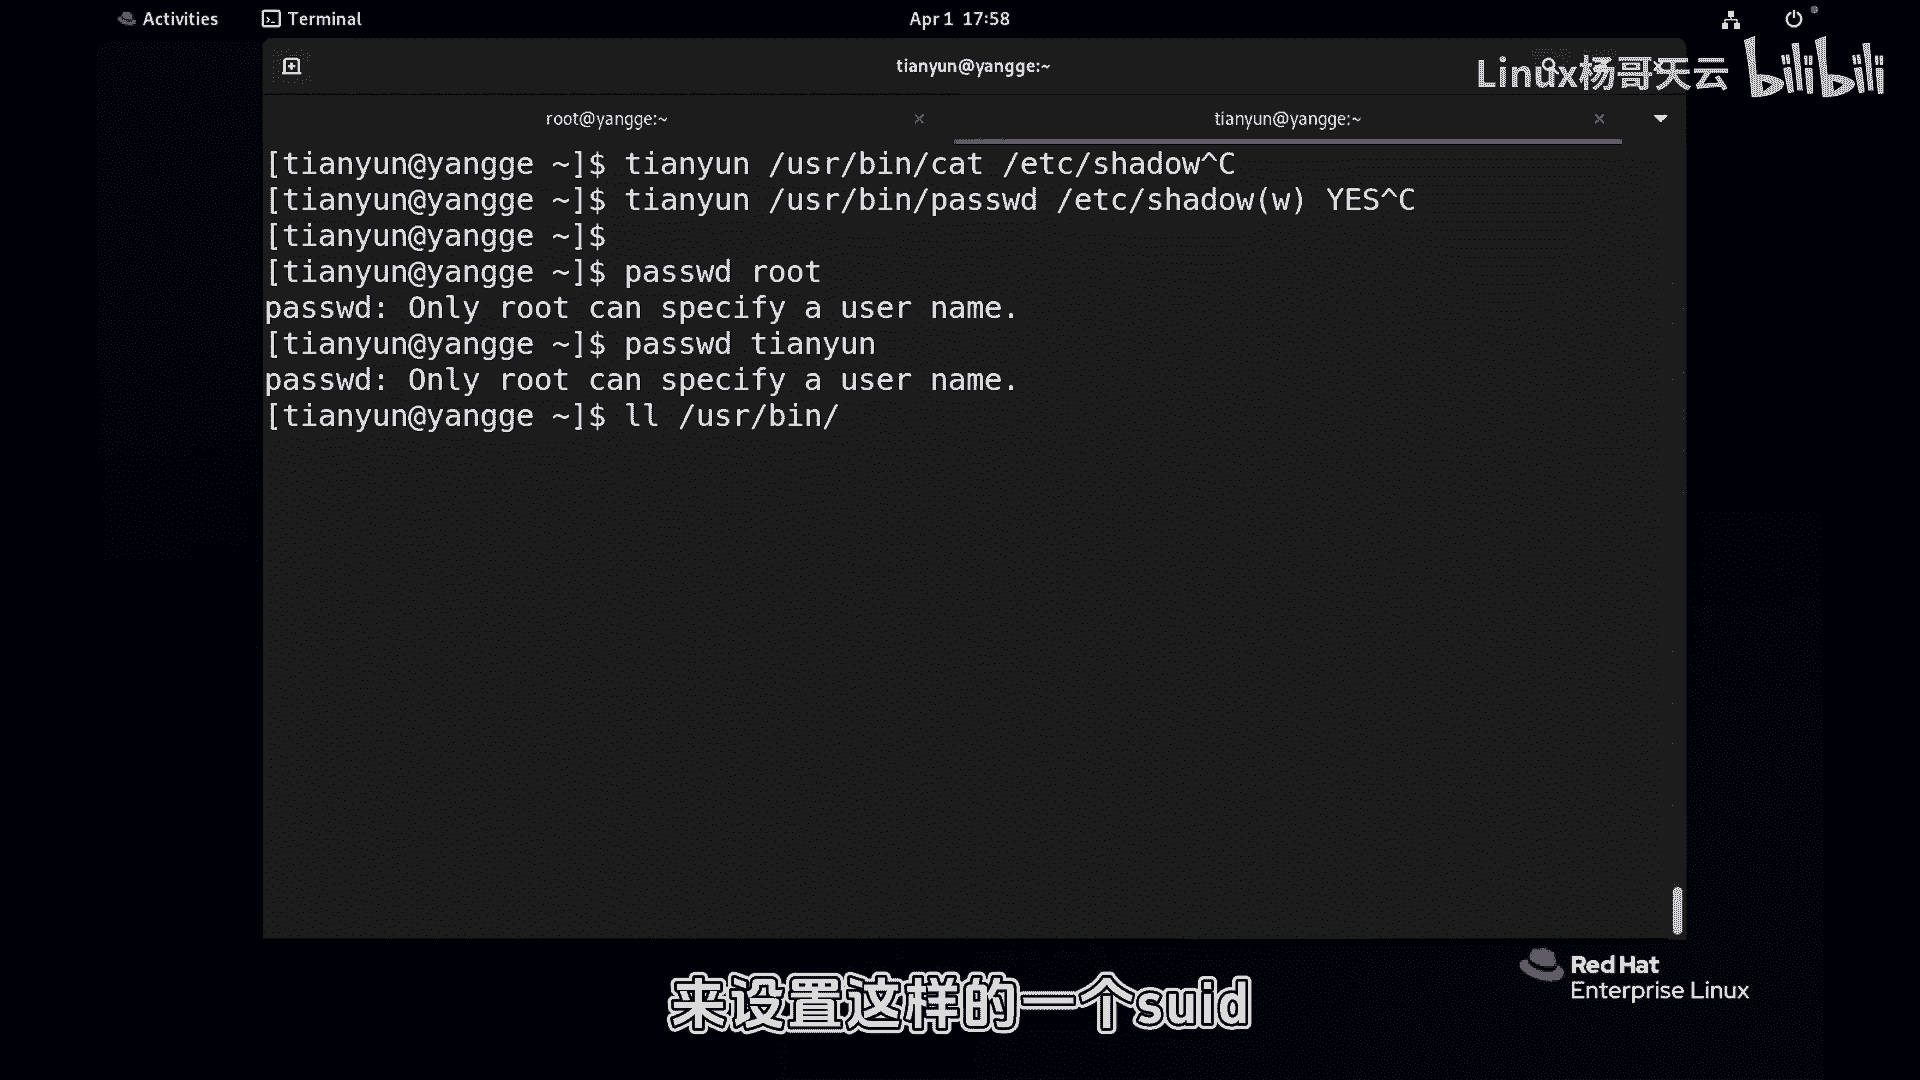 Activities Terminal Apr 1 17:58
tianyun@yangge:~
Linux杨哥天云 bilibili
root@yangge:~ tianyun@yangge:~
[tianyun@yangge ~]$ tianyun /usr/bin/cat /etc/shadow^C
[tianyun@yangge ~]$ tianyun /usr/bin/passwd /etc/shadow(w) YES^C
[tianyun@yangge ~]$
[tianyun@yangge ~]$ passwd root
passwd: Only root can specify a user name.
[tianyun@yangge ~]$ passwd tianyun
passwd: Only root can specify a user name.
[tianyun@yangge ~]$ ll /usr/bin/
Red Hat
Enterprise Linux
来设置这样的一个suid